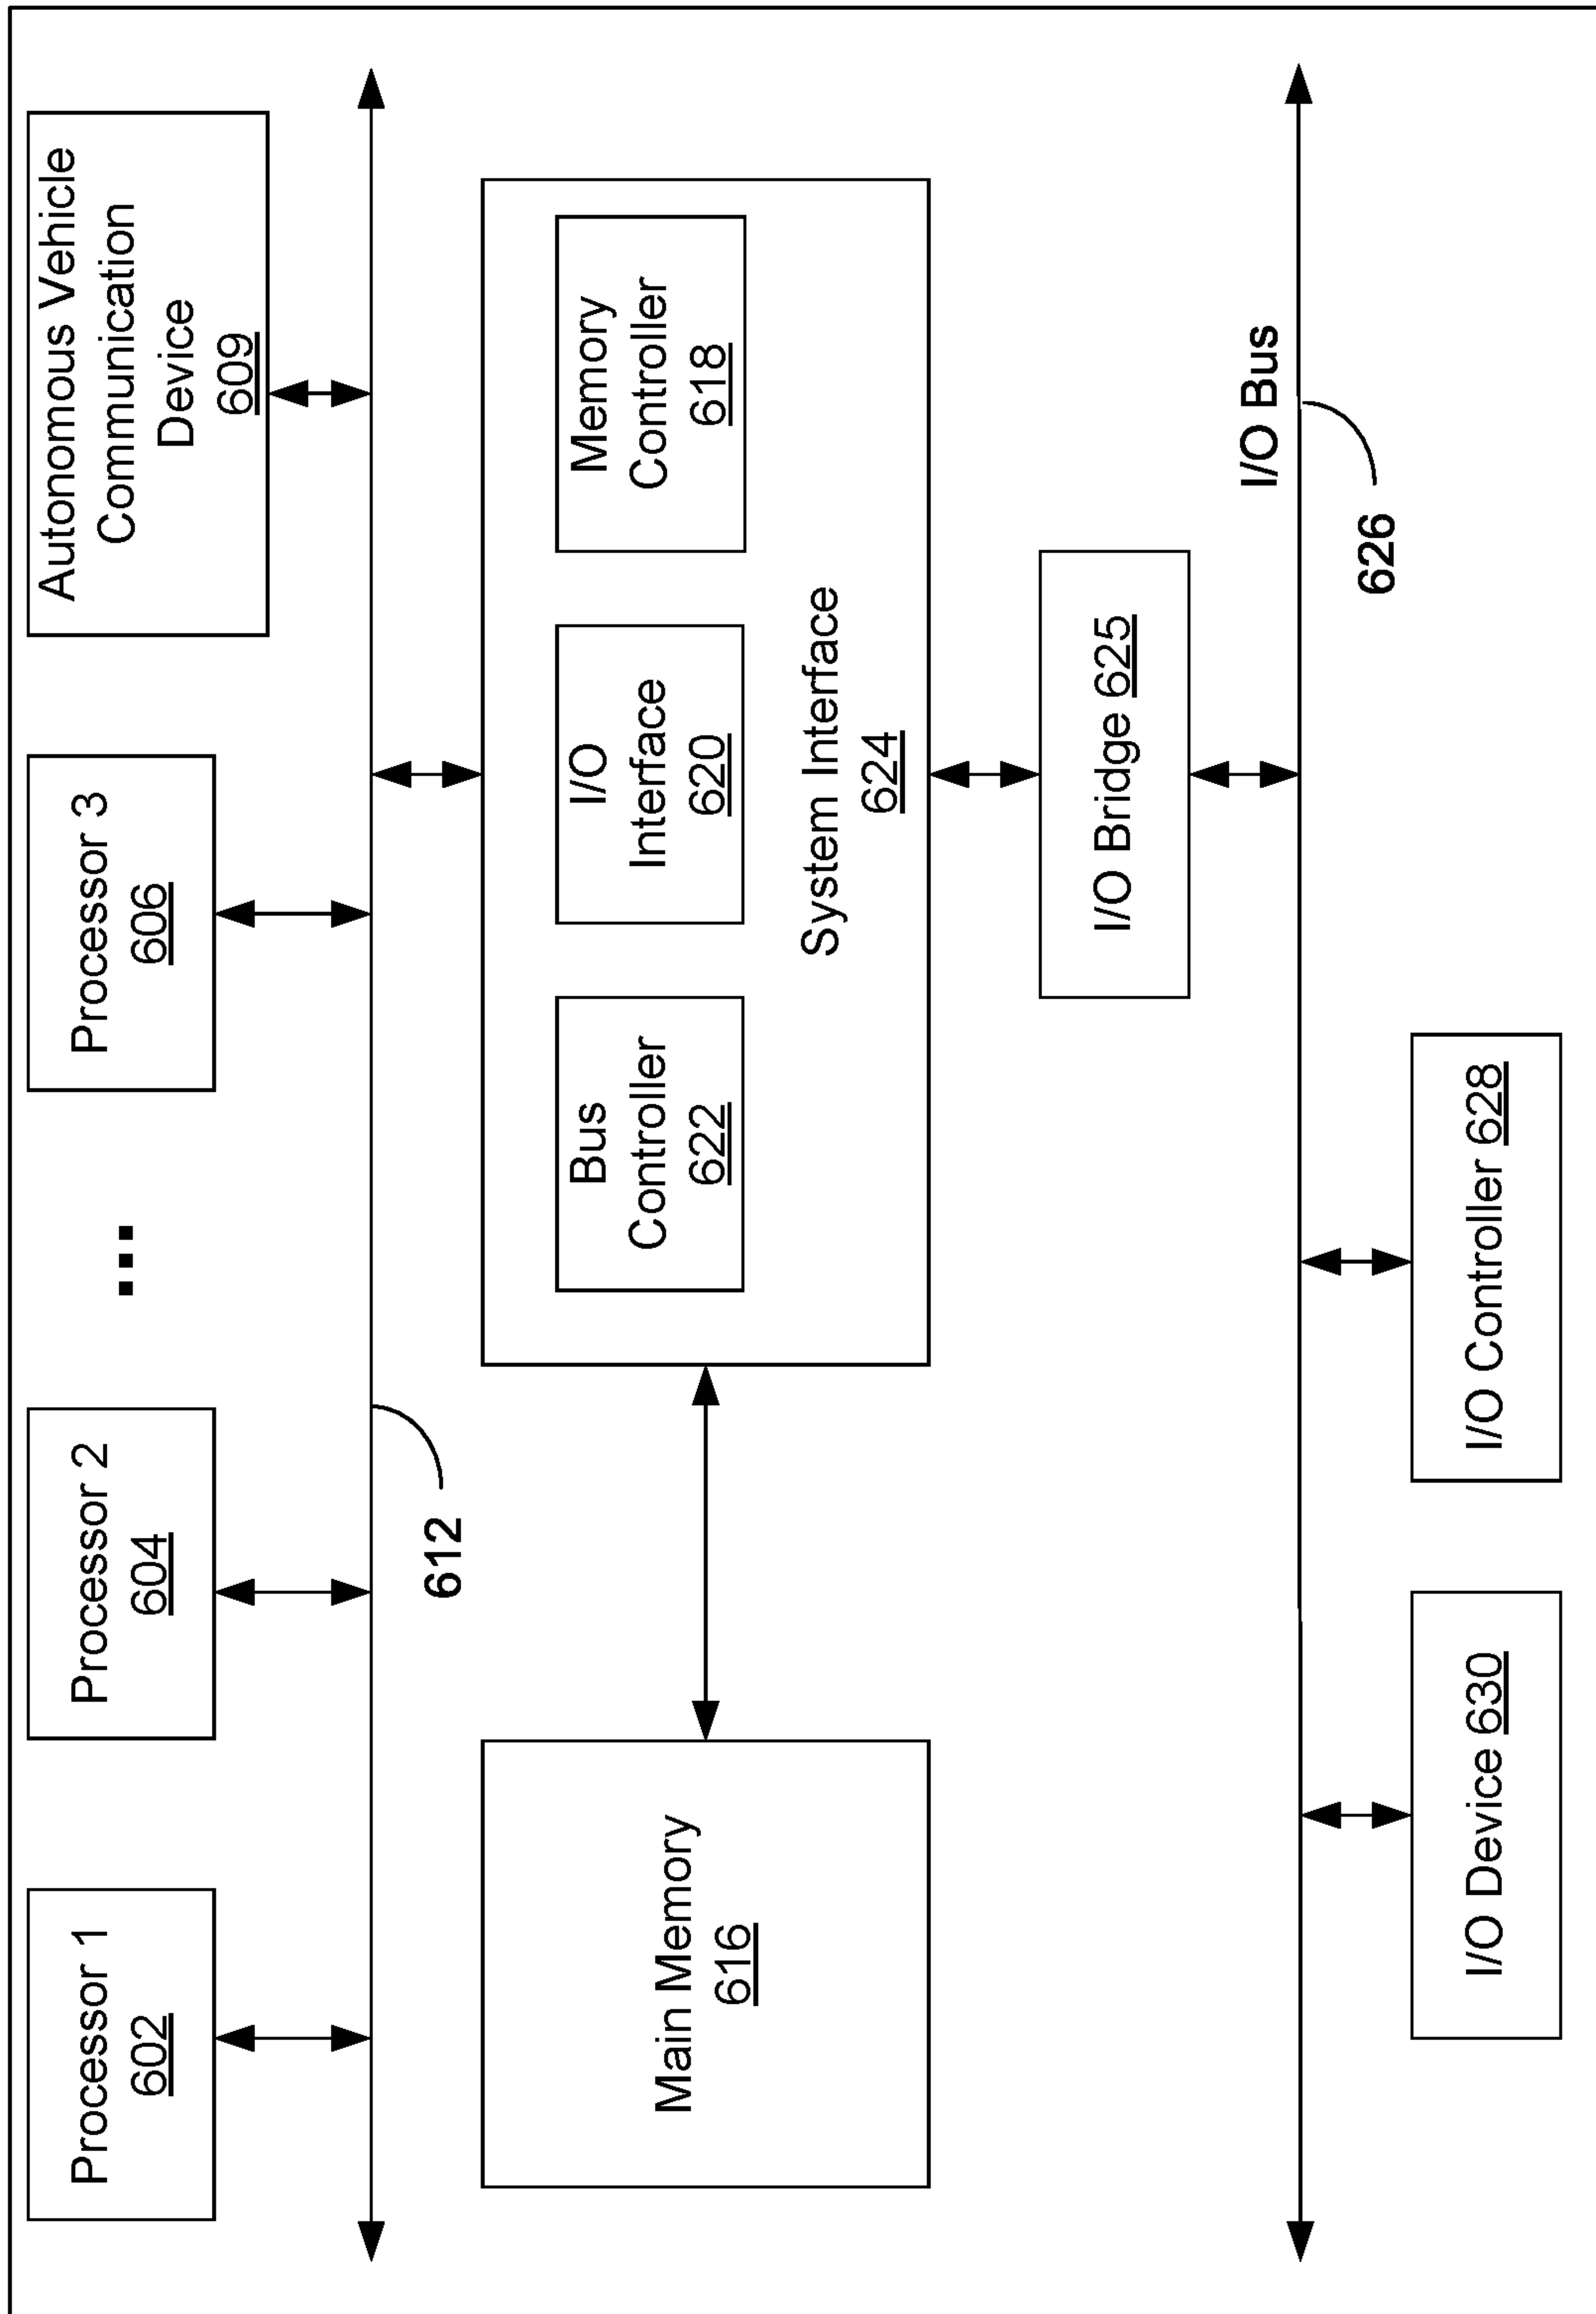 Processor 1
602
Processor 2
604
...
Processor 3
606
Autonomous Vehicle
Communication
Device
609
612
Main Memory
616
Bus
Controller
622
I/O
Interface
620
Memory
Controller
618
System Interface
624
I/O Bridge 625
I/O Bus
626
I/O Device 630
I/O Controller 628